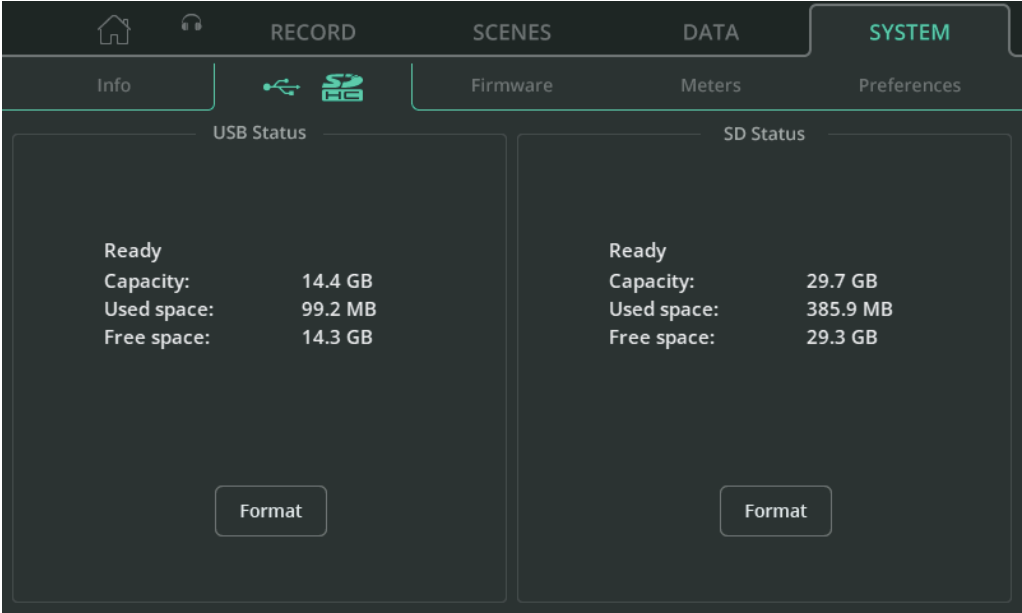 RECORD SCENES DATA SYSTEM
Info SD HC Firmware Meters Preferences
USB Status
Ready
Capacity: 14.4 GB
Used space: 99.2 MB
Free space: 14.3 GB
Format
SD Status
Ready
Capacity: 29.7 GB
Used space: 385.9 MB
Free space: 29.3 GB
Format